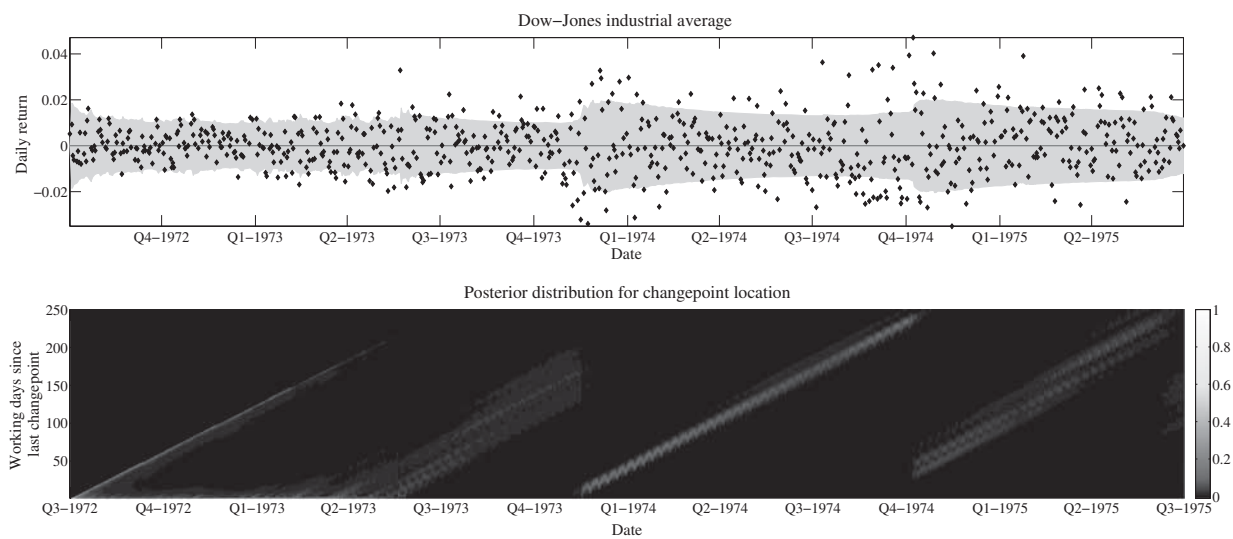 Dow−Jones industrial average
Daily return
0.04
0.02
0
−0.02
Q4−1972 Q1−1973 Q2−1973 Q3−1973 Q4−1973 Q1−1974 Q2−1974 Q3−1974 Q4−1974 Q1−1975 Q2−1975
Date
Posterior distribution for changepoint location
Working days since
last changepoint
250
200
150
100
50
1
0.8
0.6
0.4
0.2
0
Q3−1972 Q4−1972 Q1−1973 Q2−1973 Q3−1973 Q4−1973 Q1−1974 Q2−1974 Q3−1974 Q4−1974 Q1−1975 Q2−1975 Q3−1975
Date